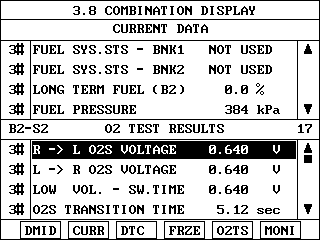 3.8 COMBINATION DISPLAY
CURRENT DATA
3# FUEL SYS.STS - BNK1 NOT USED
3# FUEL SYS.STS - BNK2 NOT USED
3# LONG TERM FUEL (B2) 0.0 %
3# FUEL PRESSURE 384 kPa
B2-S2 O2 TEST RESULTS 17
3# R -> L O2S VOLTAGE 0.640 V
3# L -> R O2S VOLTAGE 0.640 V
3# LOW VOL. - SW.TIME 0.640 V
3# O2S TRANSITION TIME 5.12 sec
DMID CURR DTC FRZE O2TS MONI